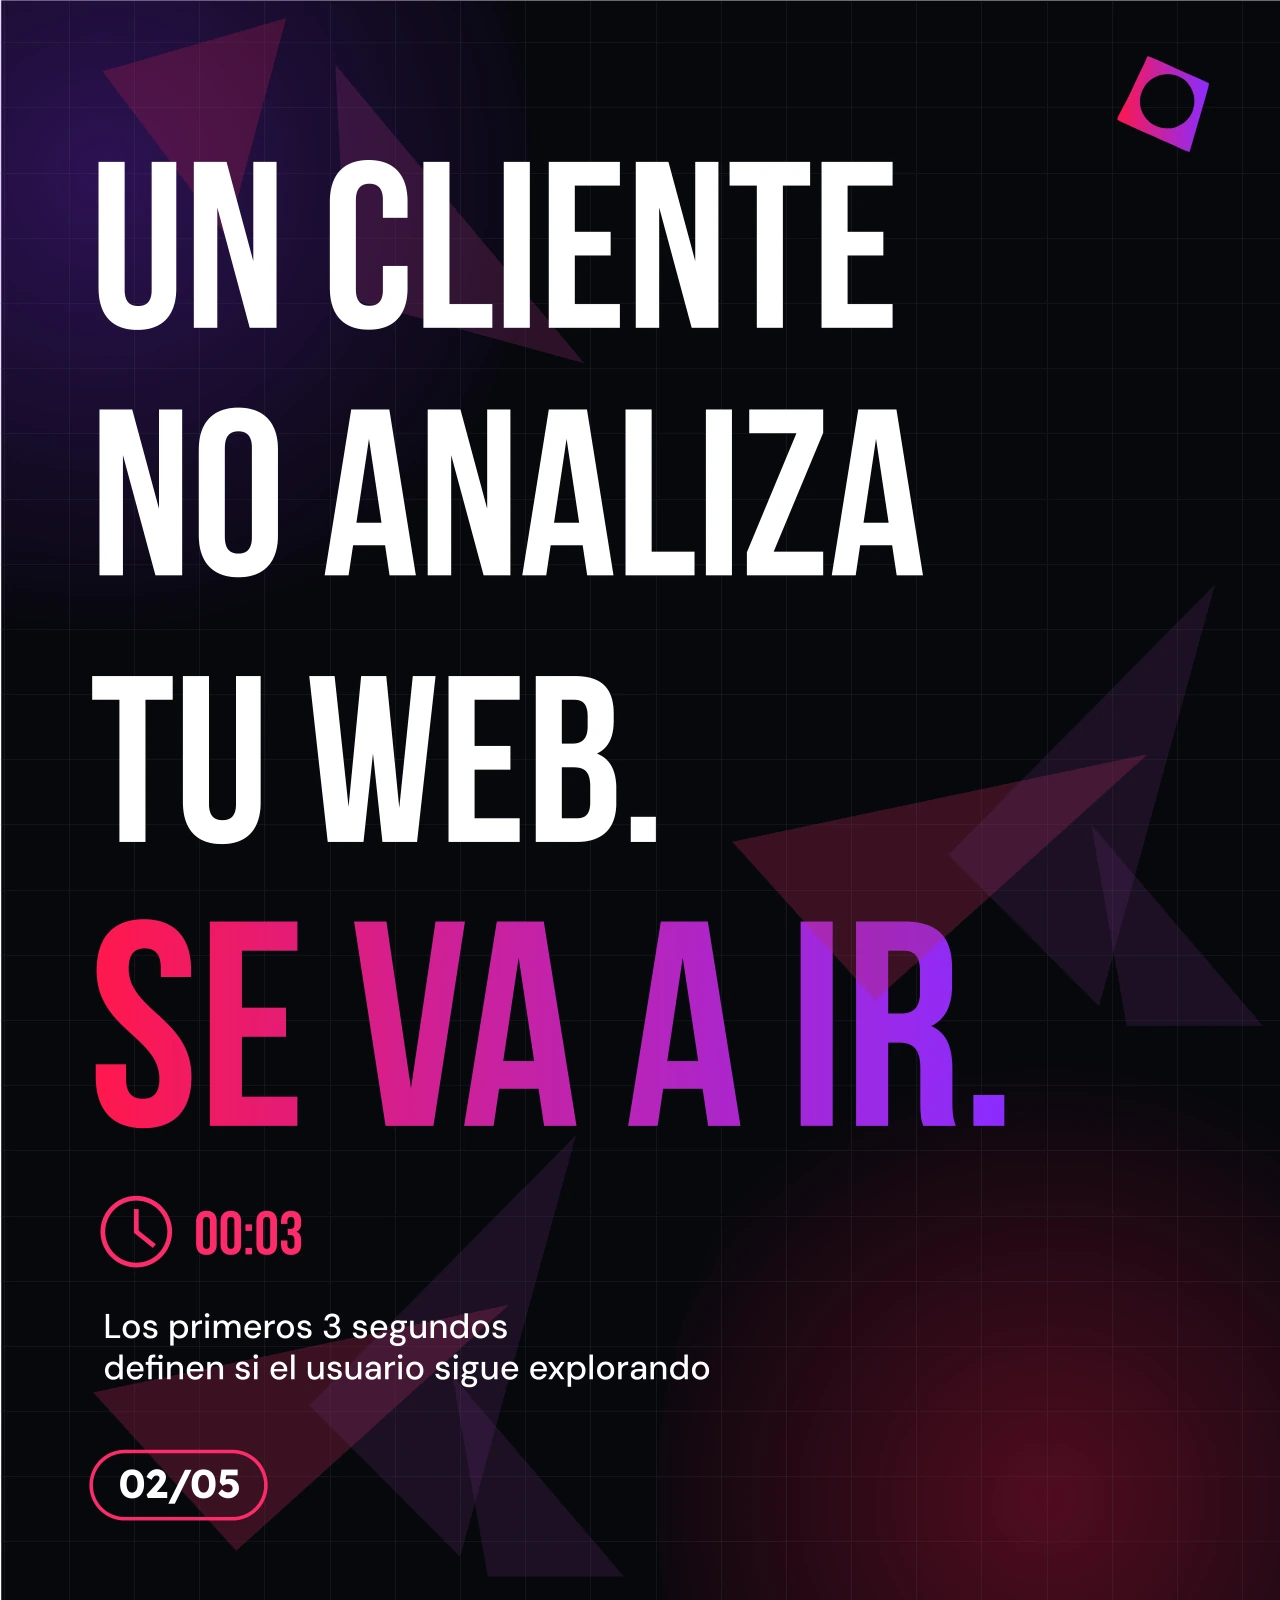 UN CLIENTE
NO ANALIZA
TU WEB.
SE VA A IR.
00:03
Los primeros 3 segundos
definen si el usuario sigue explorando
02/05